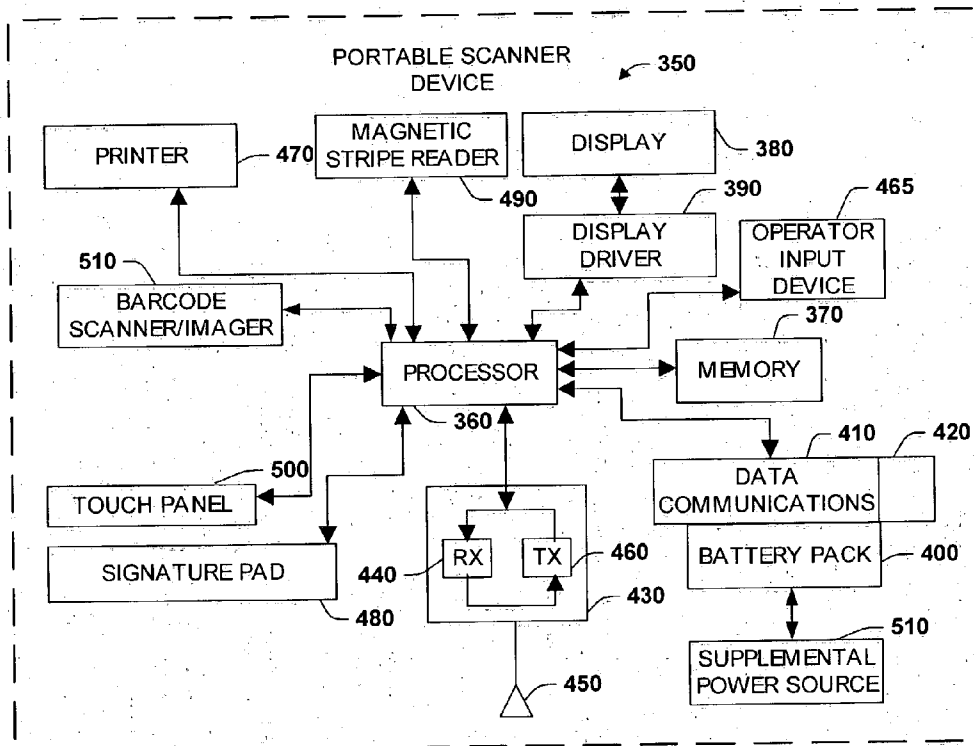 PORTABLE SCANNER
DEVICE
350
PRINTER
470
MAGNETIC
STRIPE READER
490
DISPLAY
380
390
DISPLAY
DRIVER
465
OPERATOR
INPUT
DEVICE
510
BARCODE
SCANNER/IMAGER
370
MEMORY
PROCESSOR
360
410
420
DATA
COMMUNICATIONS
500
TOUCH PANEL
SIGNATURE PAD
480
440
RX
TX
460
430
BATTERY PACK
400
510
SUPPLEMENTAL
POWER SOURCE
450